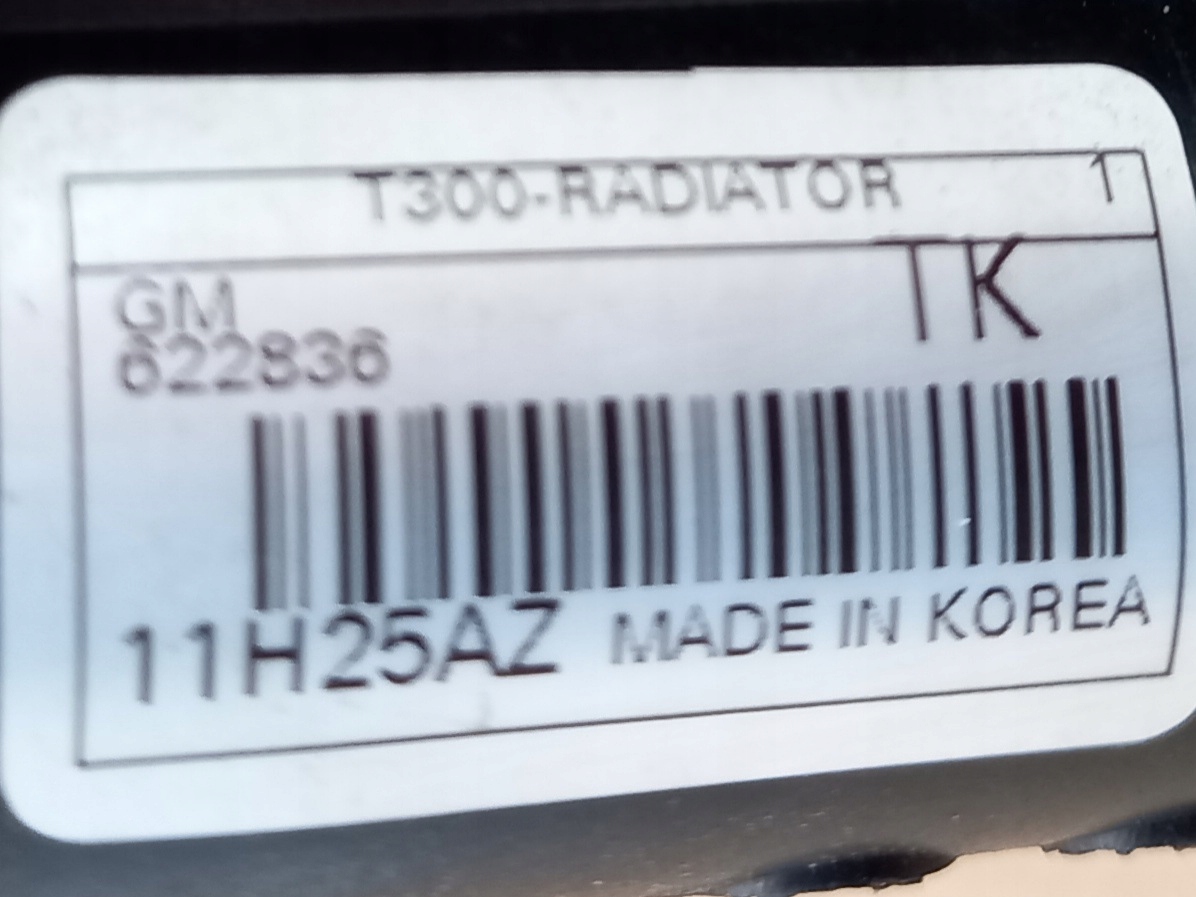 T300-RADIATOR 1
GM
622836
TK
11H25AZ MADE IN KOREA